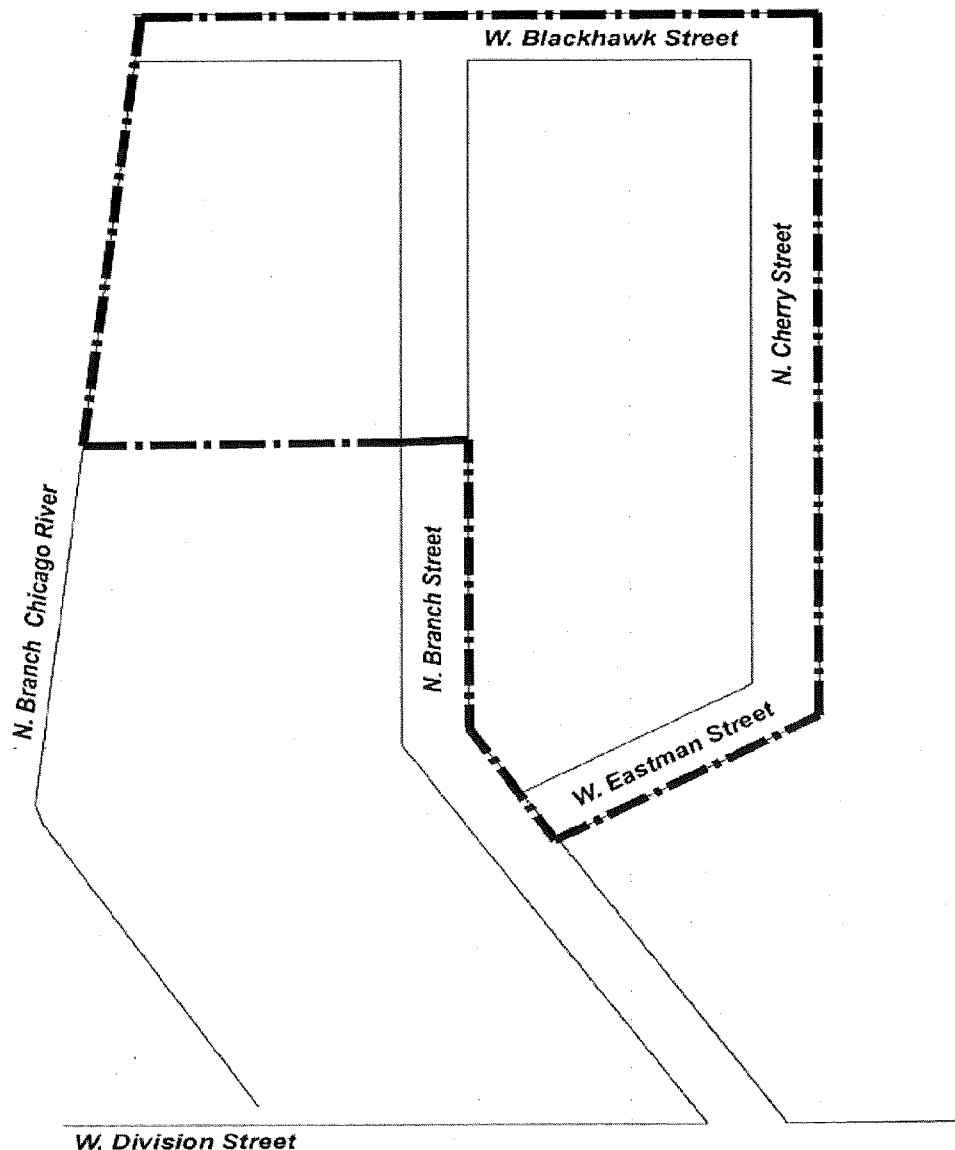 W. Blackhawk Street
N. Cherry Street
N. Branch Chicago River
N. Branch Street
W. Eastman Street
W. Division Street